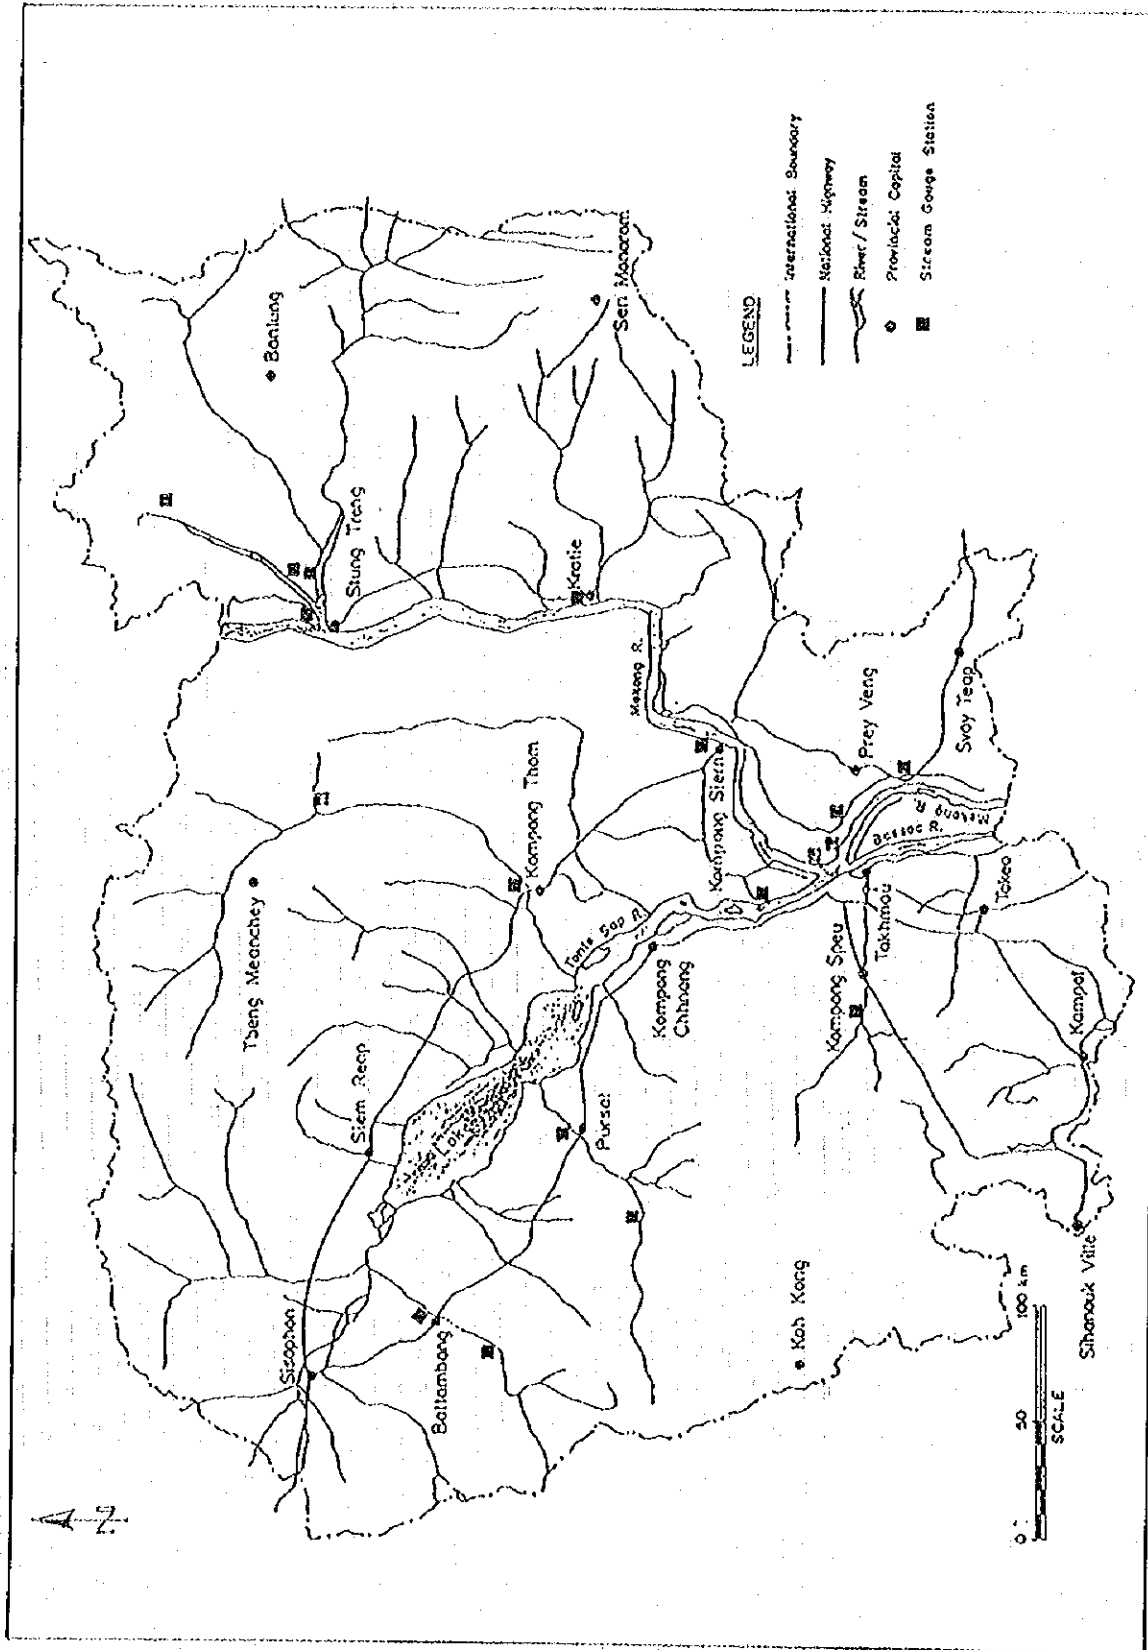 N
Banlung
Stung Treng
Sen Monorom
Kratie
Tbeng Meanchey
Siem Reap
Sisophon
Battambang
Kompong Thom
Tonle Sap R.
Mekong R.
Kompong Siem
Pursat
Kompong
Chhnang
Prey Veng
Svay Teap
Mekong R.
Bassac R.
Kompong Speu
Takhmau
Takeo
Kampot
Koh Kong
Sihanouk Ville
LEGEND
International Boundary
National Highway
River / Stream
Provincial Capital
Stream Gauge Station
0 50 100 km
SCALE